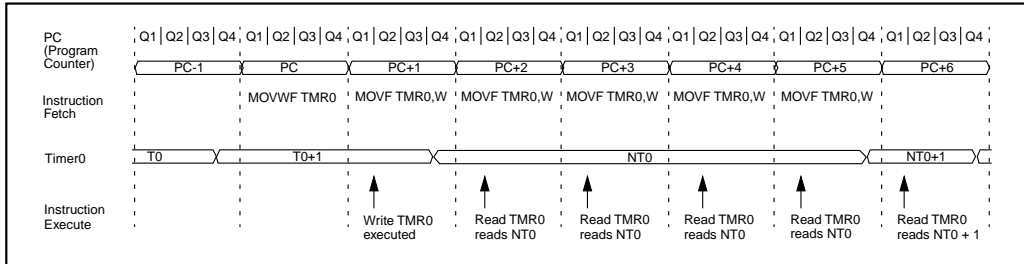 PC Q1 Q2 Q3 Q4 Q1 Q2 Q3 Q4 Q1 Q2 Q3 Q4 Q1 Q2 Q3 Q4 Q1 Q2 Q3 Q4 Q1 Q2 Q3 Q4 Q1 Q2 Q3 Q4 Q1 Q2 Q3 Q4
(Program
Counter) PC-1 PC PC+1 PC+2 PC+3 PC+4 PC+5 PC+6
Instruction MOVWF TMR0 MOVF TMR0,W MOVF TMR0,W MOVF TMR0,W MOVF TMR0,W MOVF TMR0,W
Fetch
Timer0 T0 T0+1 NT0 NT0+1
Instruction Write TMR0 Read TMR0 Read TMR0 Read TMR0 Read TMR0 Read TMR0
Execute executed reads NT0 reads NT0 reads NT0 reads NT0 reads NT0 + 1